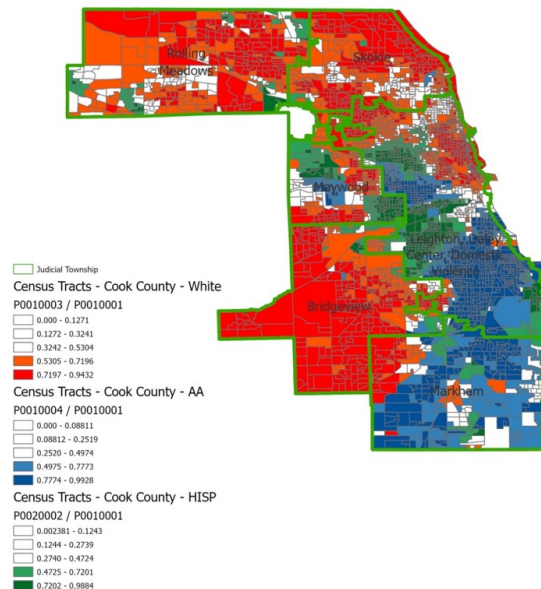 Rolling
Meadows
Skokie
Maywood
Leighton, Daley
Center, Domestic
Violence
Bridgeview
Markham
Judicial Township
Census Tracts - Cook County - White
P0010003 / P0010001
0.000 - 0.1271
0.1272 - 0.3241
0.3242 - 0.5304
0.5305 - 0.7196
0.7197 - 0.9432
Census Tracts - Cook County - AA
P0010004 / P0010001
0.000 - 0.08811
0.08812 - 0.2519
0.2520 - 0.4974
0.4975 - 0.7773
0.7774 - 0.9928
Census Tracts - Cook County - HISP
P0020002 / P0010001
0.002381 - 0.1243
0.1244 - 0.2739
0.2740 - 0.4724
0.4725 - 0.7201
0.7202 - 0.9884